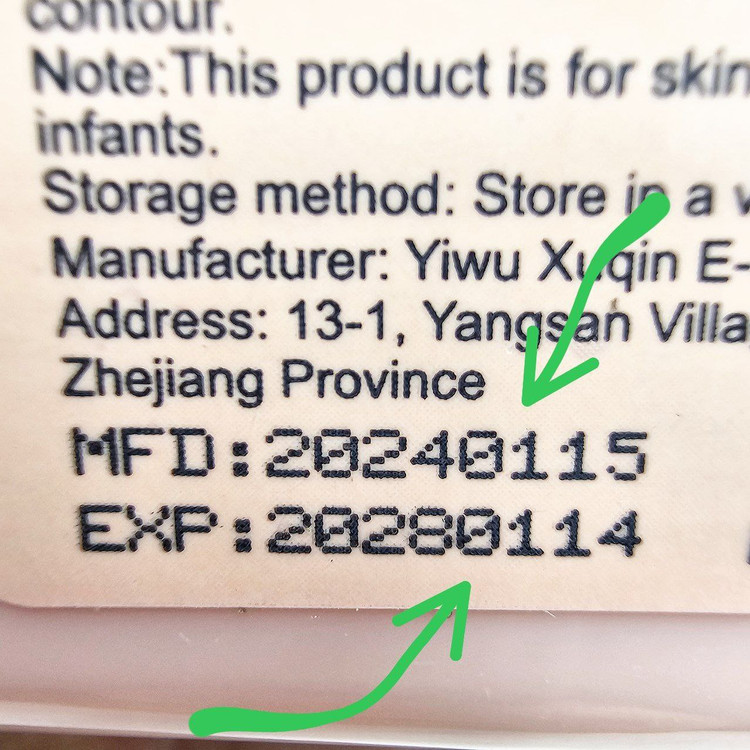 contour.
Note:This product is for skin
infants.
Storage method: Store in a
Manufacturer: Yiwu Xuqin E-
Address: 13-1, Yangsan Villa
Zhejiang Province
MFD:20240115
EXP:20280114